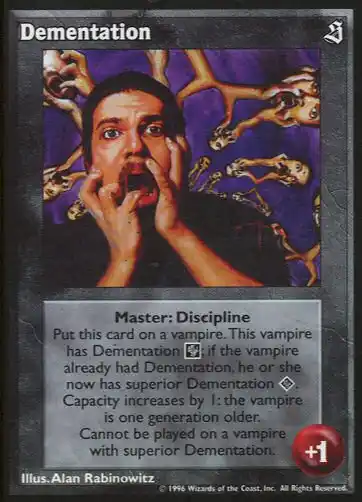 Dementation
Master: Discipline
Put this card on a vampire. This vampire
has Dementation ; if the vampire
already had Dementation, he or she
now has superior Dementation .
Capacity increases by 1: the vampire
is one generation older.
Cannot be played on a vampire
with superior Dementation.
+1
Illus. Alan Rabinowitz
© 1996 Wizards of the Coast, Inc. All Rights Reserved.